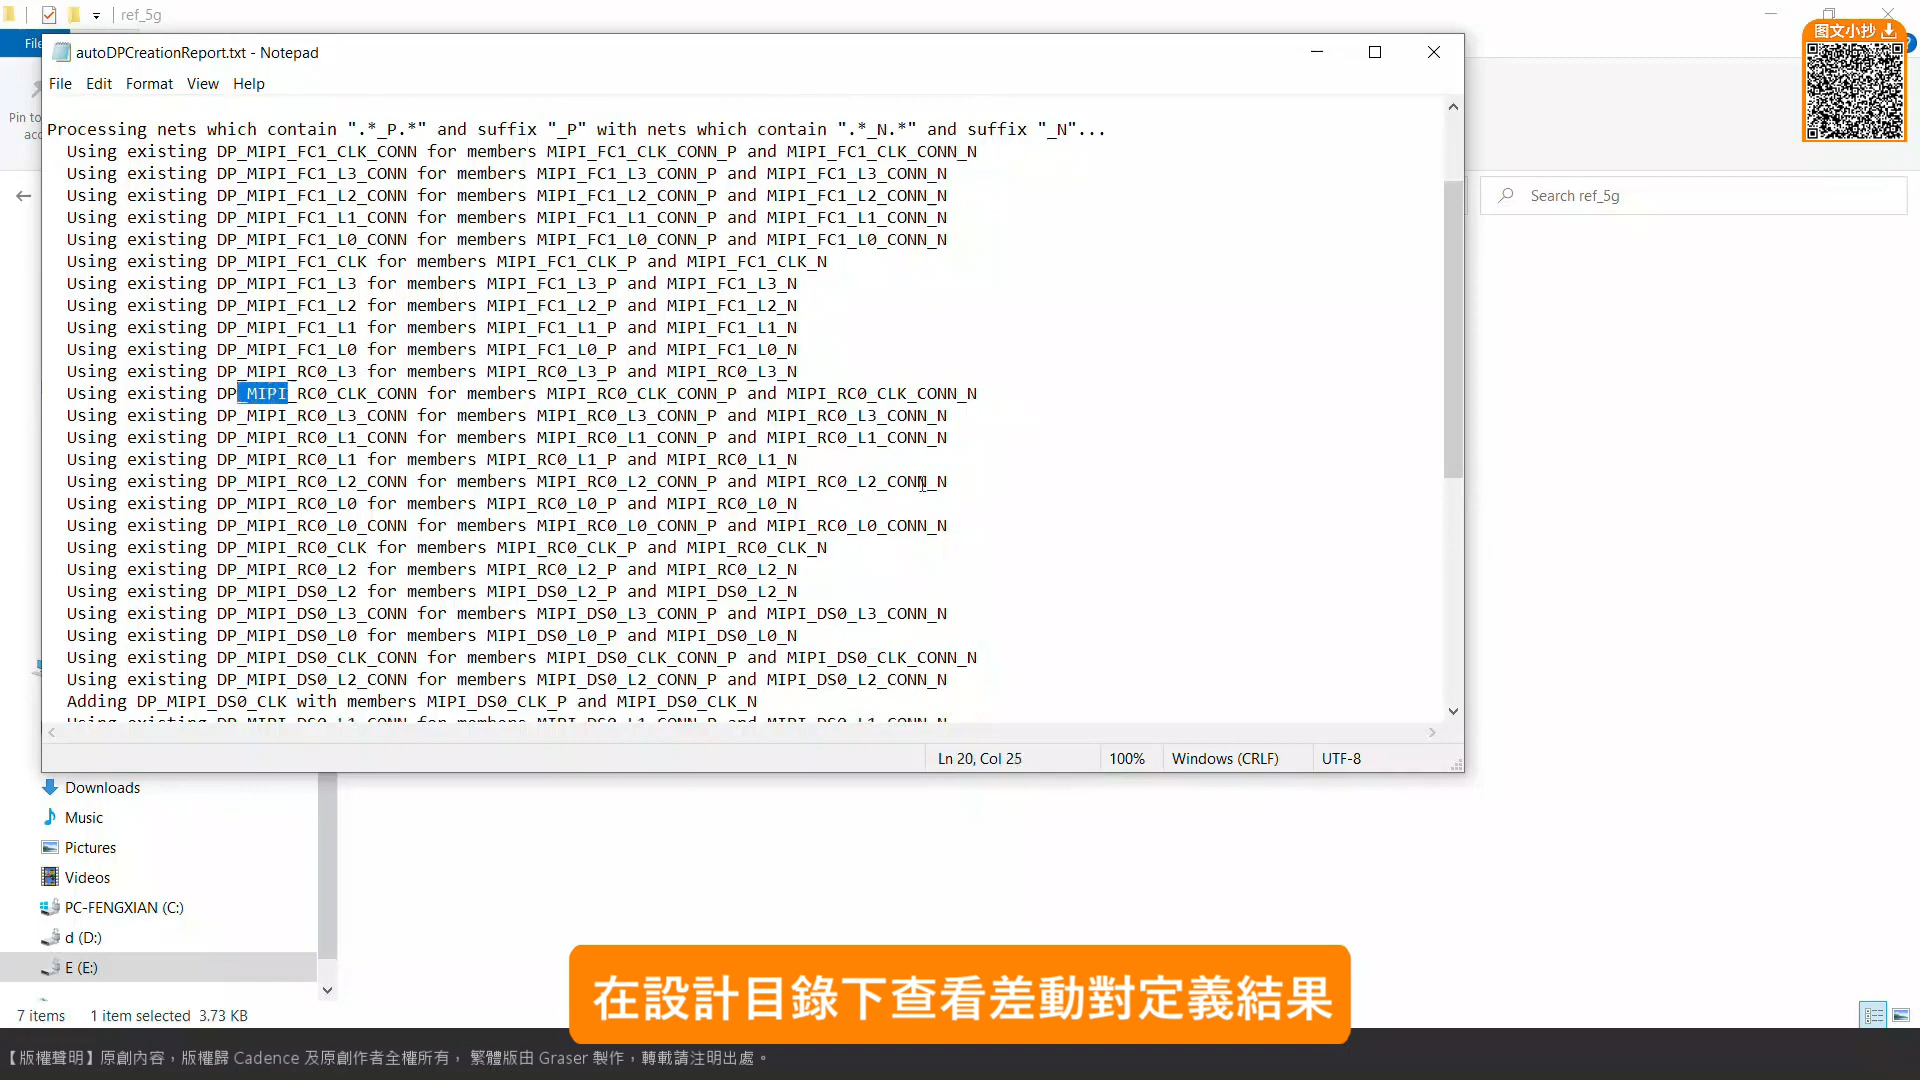 ref_5g
图文小抄
File
autoDPCreationReport.txt - Notepad
File Edit Format View Help
Pin to
Processing nets which contain ".*_P.*" and suffix "_P" with nets which contain ".*_N.*" and suffix "_N"...
Using existing DP_MIPI_FC1_CLK_CONN for members MIPI_FC1_CLK_CONN_P and MIPI_FC1_CLK_CONN_N
Using existing DP_MIPI_FC1_L3_CONN for members MIPI_FC1_L3_CONN_P and MIPI_FC1_L3_CONN_N
Using existing DP_MIPI_FC1_L2_CONN for members MIPI_FC1_L2_CONN_P and MIPI_FC1_L2_CONN_N
Using existing DP_MIPI_FC1_L1_CONN for members MIPI_FC1_L1_CONN_P and MIPI_FC1_L1_CONN_N
Using existing DP_MIPI_FC1_L0_CONN for members MIPI_FC1_L0_CONN_P and MIPI_FC1_L0_CONN_N
Using existing DP_MIPI_FC1_CLK for members MIPI_FC1_CLK_P and MIPI_FC1_CLK_N
Using existing DP_MIPI_FC1_L3 for members MIPI_FC1_L3_P and MIPI_FC1_L3_N
Using existing DP_MIPI_FC1_L2 for members MIPI_FC1_L2_P and MIPI_FC1_L2_N
Using existing DP_MIPI_FC1_L1 for members MIPI_FC1_L1_P and MIPI_FC1_L1_N
Using existing DP_MIPI_FC1_L0 for members MIPI_FC1_L0_P and MIPI_FC1_L0_N
Using existing DP_MIPI_RC0_L3 for members MIPI_RC0_L3_P and MIPI_RC0_L3_N
Using existing DP_MIPI_RC0_CLK_CONN for members MIPI_RC0_CLK_CONN_P and MIPI_RC0_CLK_CONN_N
Using existing DP_MIPI_RC0_L3_CONN for members MIPI_RC0_L3_CONN_P and MIPI_RC0_L3_CONN_N
Using existing DP_MIPI_RC0_L1_CONN for members MIPI_RC0_L1_CONN_P and MIPI_RC0_L1_CONN_N
Using existing DP_MIPI_RC0_L1 for members MIPI_RC0_L1_P and MIPI_RC0_L1_N
Using existing DP_MIPI_RC0_L2_CONN for members MIPI_RC0_L2_CONN_P and MIPI_RC0_L2_CONN_N
Using existing DP_MIPI_RC0_L0 for members MIPI_RC0_L0_P and MIPI_RC0_L0_N
Using existing DP_MIPI_RC0_L0_CONN for members MIPI_RC0_L0_CONN_P and MIPI_RC0_L0_CONN_N
Using existing DP_MIPI_RC0_CLK for members MIPI_RC0_CLK_P and MIPI_RC0_CLK_N
Using existing DP_MIPI_RC0_L2 for members MIPI_RC0_L2_P and MIPI_RC0_L2_N
Using existing DP_MIPI_DS0_L2 for members MIPI_DS0_L2_P and MIPI_DS0_L2_N
Using existing DP_MIPI_DS0_L3_CONN for members MIPI_DS0_L3_CONN_P and MIPI_DS0_L3_CONN_N
Using existing DP_MIPI_DS0_L0 for members MIPI_DS0_L0_P and MIPI_DS0_L0_N
Using existing DP_MIPI_DS0_CLK_CONN for members MIPI_DS0_CLK_CONN_P and MIPI_DS0_CLK_CONN_N
Using existing DP_MIPI_DS0_L2_CONN for members MIPI_DS0_L2_CONN_P and MIPI_DS0_L2_CONN_N
Adding DP_MIPI_DS0_CLK with members MIPI_DS0_CLK_P and MIPI_DS0_CLK_N
Using existing DP_MIPI_DS0_L1_CONN for members MIPI_DS0_L1_CONN_P and MIPI_DS0_L1_CONN_N
Search ref_5g
Ln 20, Col 25 100% Windows (CRLF) UTF-8
Downloads
Music
Pictures
Videos
PC-FENGXIAN (C:)
d (D:)
E (E:)
7 items 1 item selected 3.73 KB
在設計目錄下查看差動對定義結果
【版權聲明】原創內容，版權歸 Cadence 及原創作者全權所有， 繁體版由 Graser 製作，轉載請注明出處。